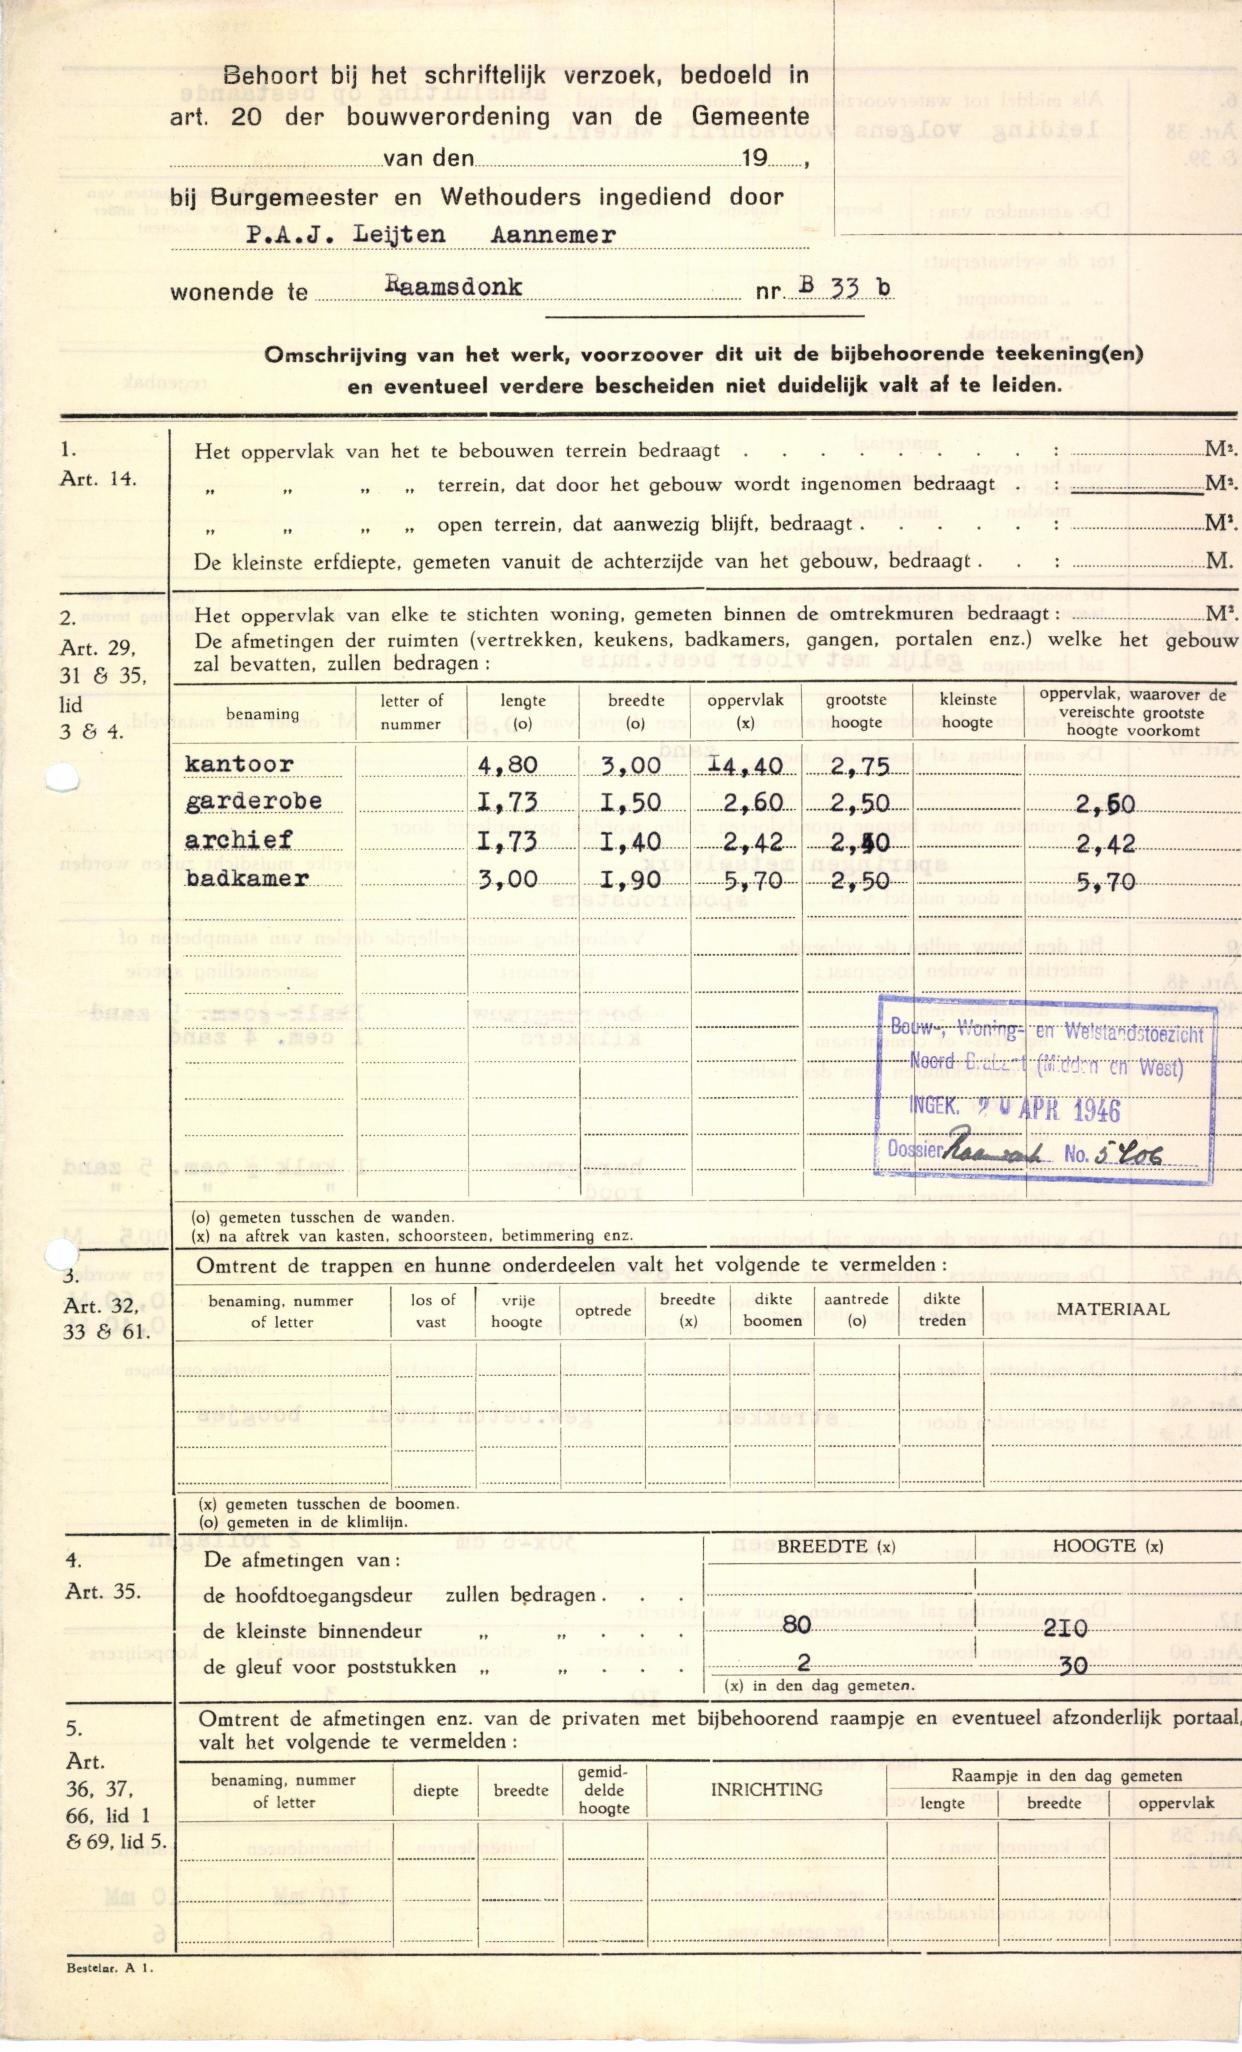 Behoort bij het schriftelijk verzoek, bedoeld in
art. 20 der bouwverordening van de Gemeente
van den 19 ,
bij Burgemeester en Wethouders ingediend door
P.A.J. Leijten Aannemer
wonende te Raamsdonk nr. B 33 b
Omschrijving van het werk, voorzoover dit uit de bijbehoorende teekening(en)
en eventueel verdere bescheiden niet duidelijk valt af te leiden.
1.
Art. 14.
Het oppervlak van het te bebouwen terrein bedraagt . . . . . . . . : M².
„ „ „ „ terrein, dat door het gebouw wordt ingenomen bedraagt . : M².
„ „ „ „ open terrein, dat aanwezig blijft, bedraagt . . . . . : M².
De kleinste erfdiepte, gemeten vanuit de achterzijde van het gebouw, bedraagt . . : M.
2.
Art. 29,
31 & 35,
lid
3 & 4.
Het oppervlak van elke te stichten woning, gemeten binnen de omtrekmuren bedraagt : M².
De afmetingen der ruimten (vertrekken, keukens, badkamers, gangen, portalen enz.) welke het gebouw
zal bevatten, zullen bedragen :
benaming | letter of nummer | lengte (o) | breedte (o) | oppervlak (x) | grootste hoogte | kleinste hoogte | oppervlak, waarover de vereischte grootste hoogte voorkomt
kantoor 4,80 3,00 I4,40 2,75
garderobe I,73 I,50 2,60 2,50 2,60
archief I,73 I,40 2,42 2,50 2,42
badkamer 3,00 I,90 5,70 2,50 5,70
Bouw-, Woning- en Welstandstoezicht
Noord Brabant (Midden en West)
INGEK. 20 APR 1946
Dossier Raamsdonk No. 5406
(o) gemeten tusschen de wanden.
(x) na aftrek van kasten, schoorsteen, betimmering enz.
3.
Art. 32,
33 & 61.
Omtrent de trappen en hunne onderdeelen valt het volgende te vermelden :
benaming, nummer of letter | los of vast | vrije hoogte | optrede | breedte (x) | dikte boomen | aantrede (o) | dikte treden | MATERIAAL
(x) gemeten tusschen de boomen.
(o) gemeten in de klimlijn.
4.
Art. 35.
De afmetingen van : BREEDTE (x) HOOGTE (x)
de hoofdtoegangsdeur zullen bedragen . . .
de kleinste binnendeur „ „ . . . 80 2I0
de gleuf voor poststukken „ „ . . . 2 30
(x) in den dag gemeten.
5.
Art.
36, 37,
66, lid 1
& 69, lid 5.
Omtrent de afmetingen enz. van de privaten met bijbehoorend raampje en eventueel afzonderlijk portaal,
valt het volgende te vermelden :
benaming, nummer of letter | diepte | breedte | gemid- delde hoogte | INRICHTING | Raampje in den dag gemeten
lengte | breedte | oppervlak
Bestelnr. A 1.